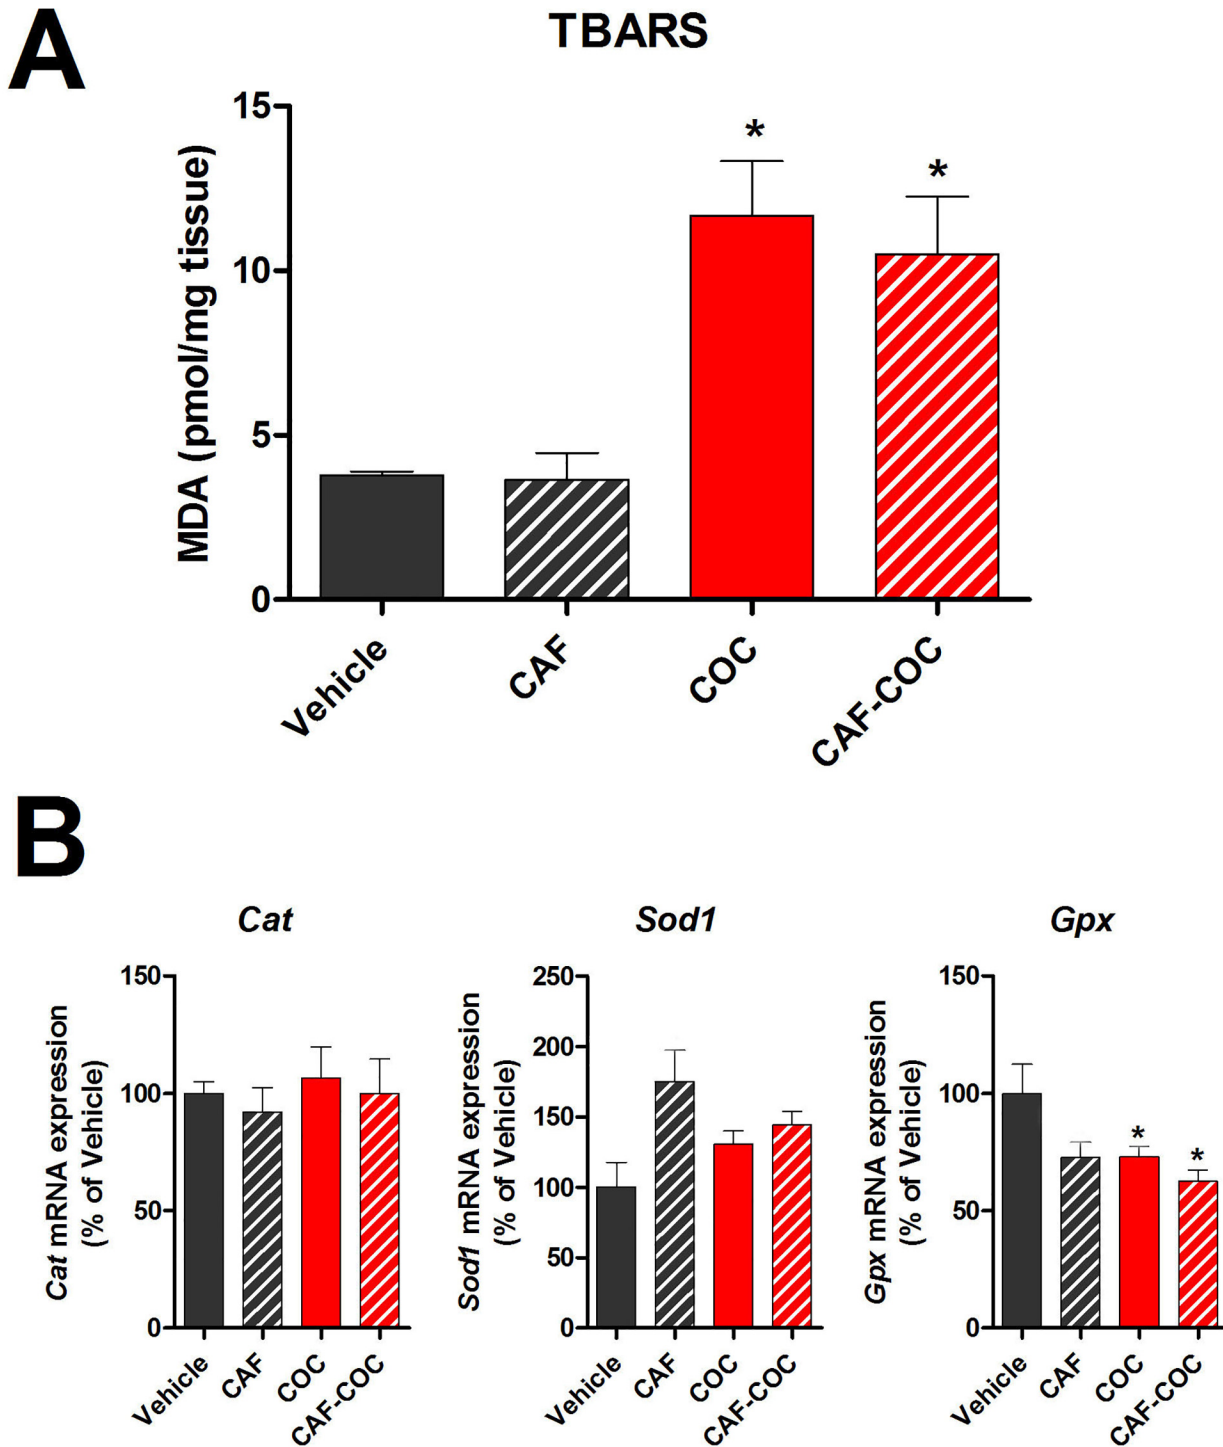 A
TBARS
MDA (pmol/mg tissue)
15
10
5
0
*
*
Vehicle
CAF
COC
CAF-COC
B
Cat
Cat mRNA expression
(% of Vehicle)
150
100
50
0
Vehicle
CAF
COC
CAF-COC
Sod1
Sod1 mRNA expression
(% of Vehicle)
250
200
150
100
50
0
Vehicle
CAF
COC
CAF-COC
Gpx
Gpx mRNA expression
(% of Vehicle)
150
100
50
0
*
*
Vehicle
CAF
COC
CAF-COC